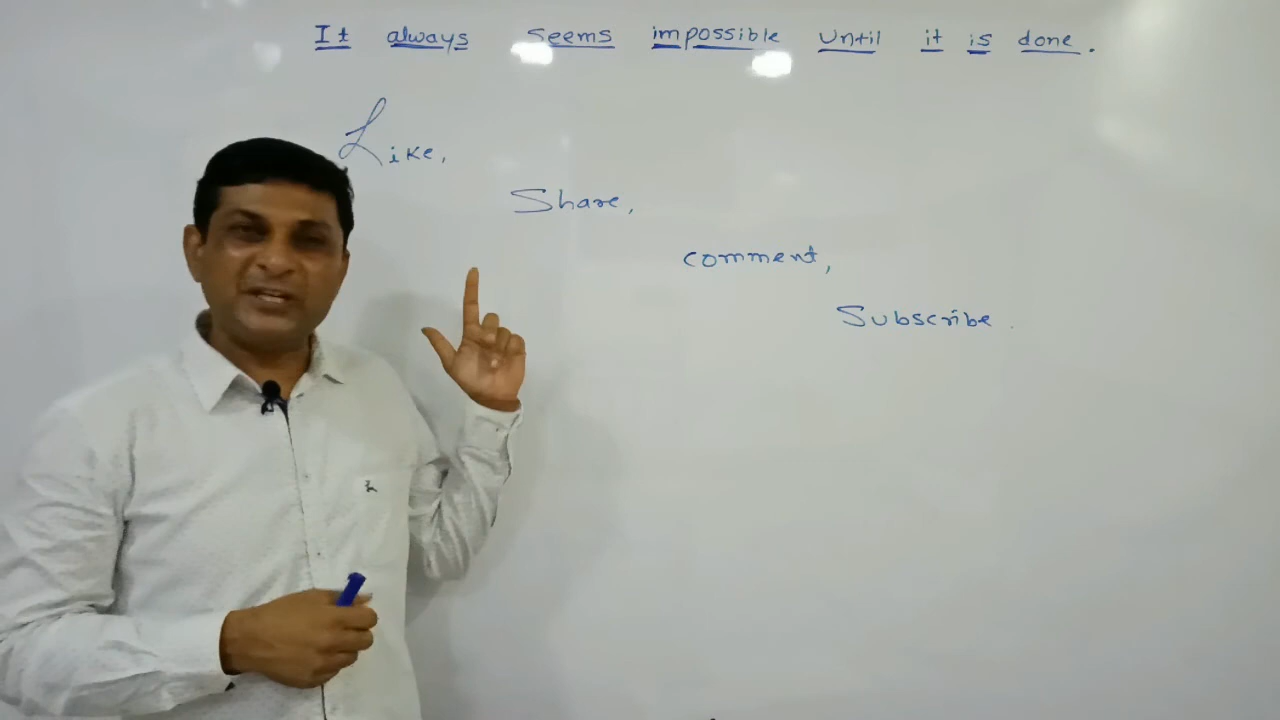 It always seems impossible until it is done.
Like,
Share,
comment,
Subscribe.